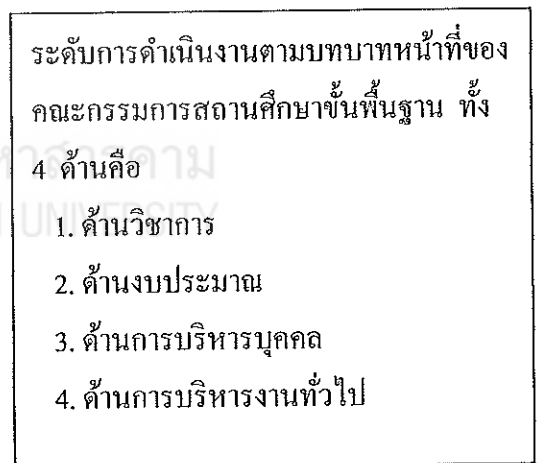 ระดับการดำเนินงานตามบทบาทหน้าที่ของ
คณะกรรมการสถานศึกษาขั้นพื้นฐาน ทั้ง
4 ด้านคือ
1. ด้านวิชาการ
UNIVERSITY
2. ด้านงบประมาณ
3. ด้านการบริหารบุคคล
4. ด้านการบริหารงานทั่วไป